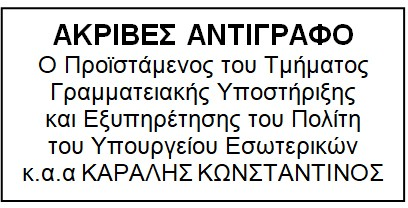 ΑΚΡΙΒΕΣ ΑΝΤΙΓΡΑΦΟ
Ο Προϊστάμενος του Τμήματος
Γραμματειακής Υποστήριξης
και Εξυπηρέτησης του Πολίτη
του Υπουργείου Εσωτερικών
κ.α.α ΚΑΡΑΛΗΣ ΚΩΝΣΤΑΝΤΙΝΟΣ